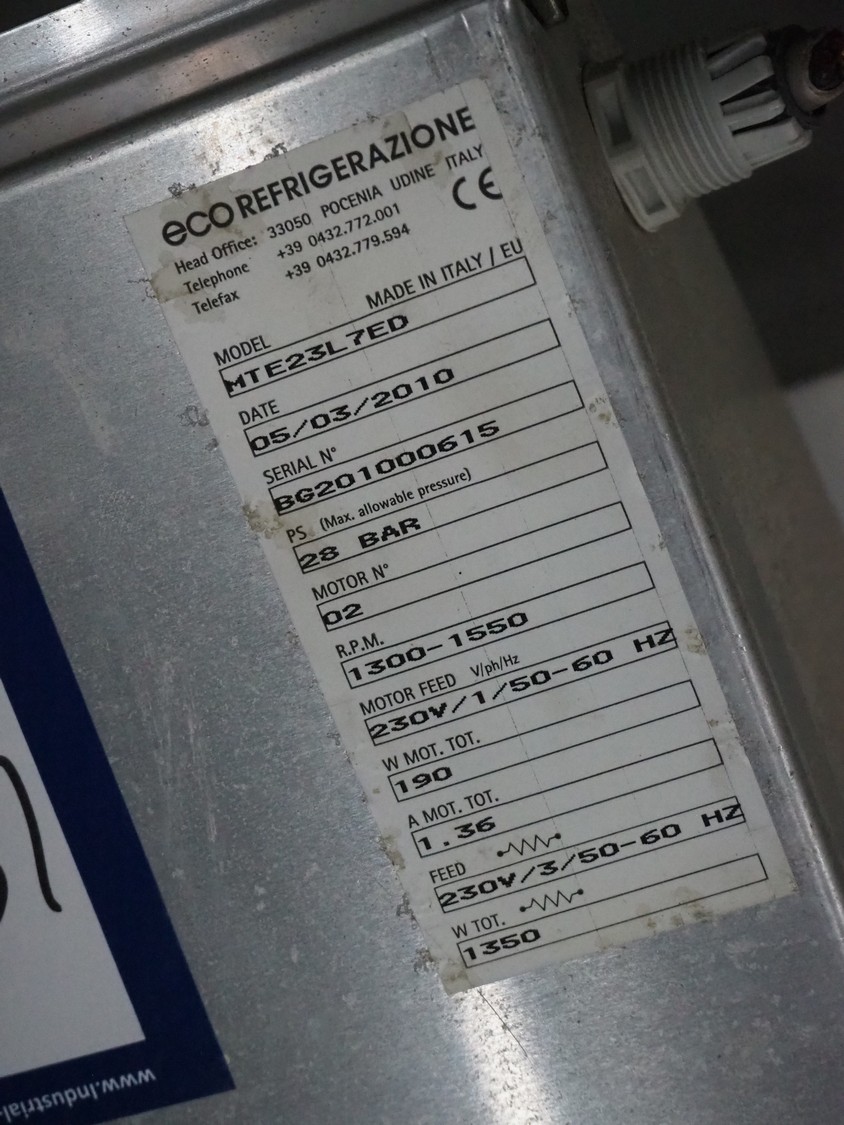 eco REFRIGERAZIONE
Head Office: 33050 POCENIA UDINE ITALY
Telephone +39 0432.772.001
Telefax +39 0432.779.594
CE
MADE IN ITALY / EU
MODEL
MTE23L7ED
DATE
05/03/2010
SERIAL N°
BG201000615
PS (Max. allowable pressure)
28 BAR
MOTOR N°
02
R.P.M.
1300-1550
MOTOR FEED V/ph/Hz
230V/1/50-60 HZ
W MOT. TOT.
190
A MOT. TOT.
1.36
FEED
230V/3/50-60 HZ
W TOT.
1350
www.Industrial-